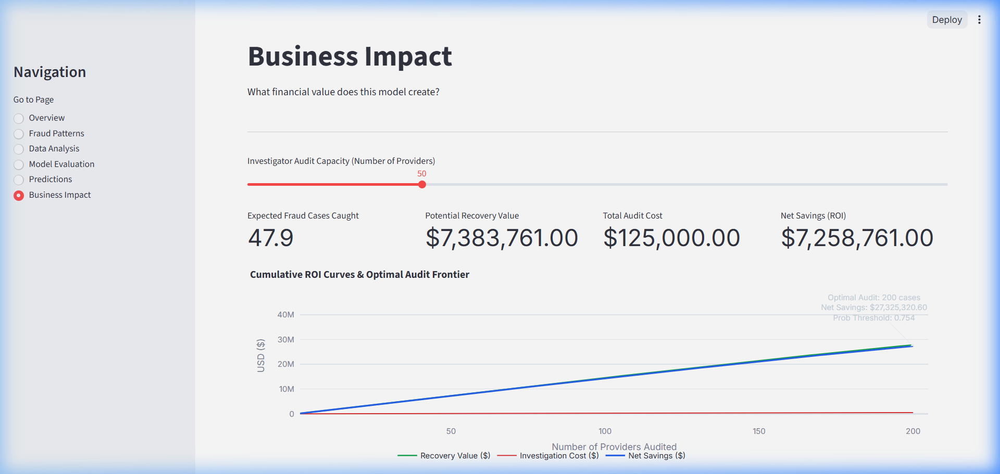 Deploy
Navigation
Go to Page
Overview
Fraud Patterns
Data Analysis
Model Evaluation
Predictions
Business Impact
Business Impact
What financial value does this model create?
Investigator Audit Capacity (Number of Providers)
50
Expected Fraud Cases Caught
47.9
Potential Recovery Value
$7,383,761.00
Total Audit Cost
$125,000.00
Net Savings (ROI)
$7,258,761.00
Cumulative ROI Curves & Optimal Audit Frontier
Optimal Audit: 200 cases
Net Savings: $27,325,320.60
Prob Threshold: 0.754
USD ($)
40M
30M
20M
10M
0
50 100 150 200
Number of Providers Audited
Recovery Value ($) Investigation Cost ($) Net Savings ($)